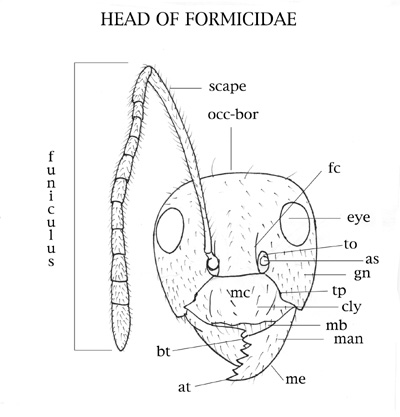 HEAD OF FORMICIDAE
scape
occ-bor
fc
funiculus
eye
to
as
gn
mc
tp
cly
mb
man
bt
me
at